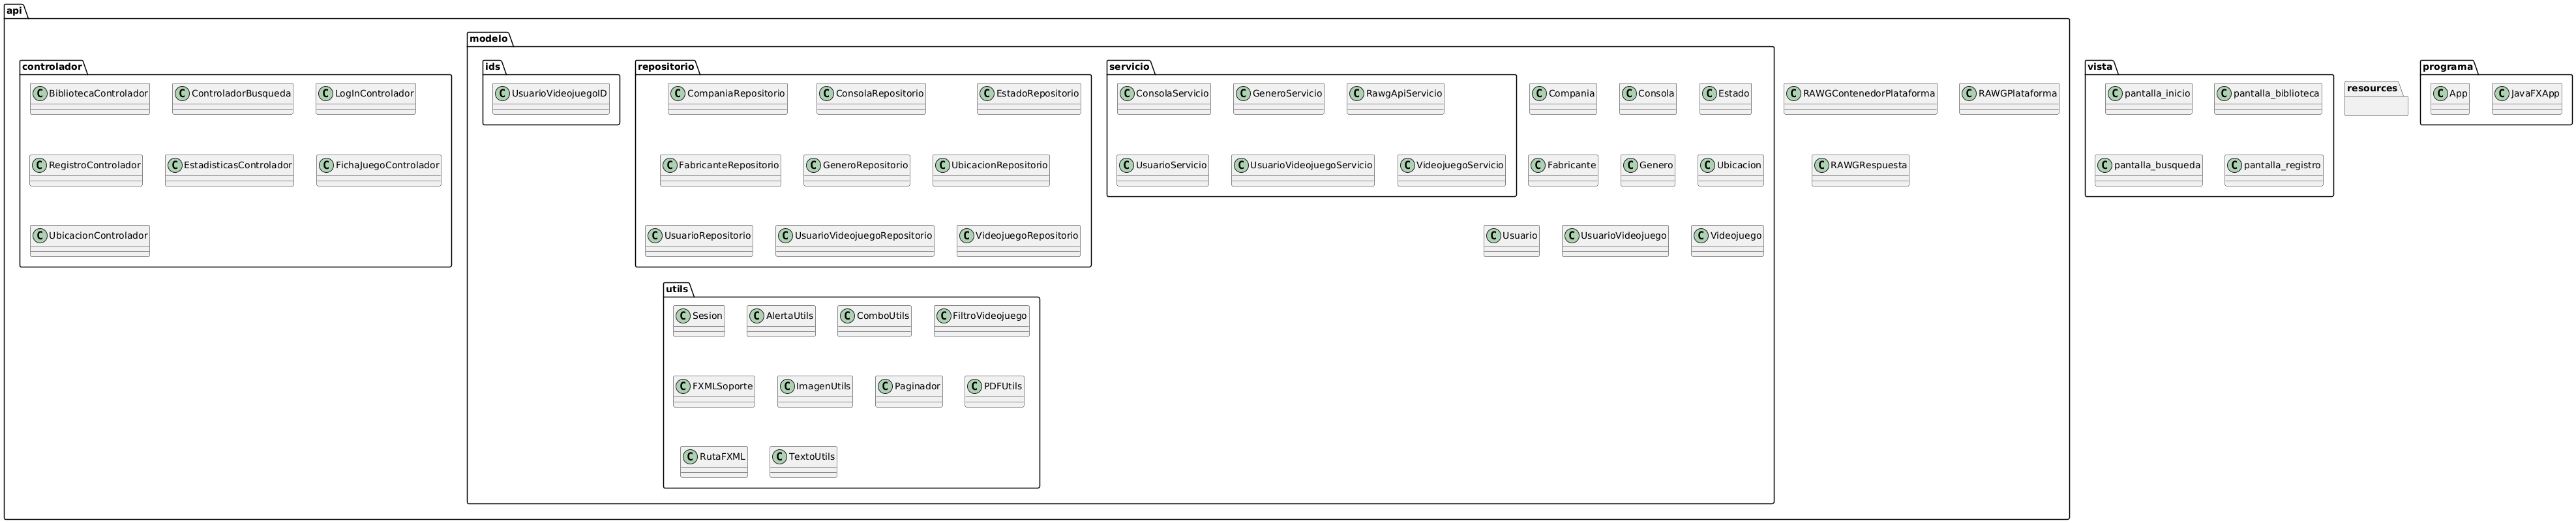 api
controlador
C BibliotecaControlador
C ControladorBusqueda
C LogInControlador
C RegistroControlador
C EstadisticasControlador
C FichaJuegoControlador
C UbicacionControlador
modelo
ids
C UsuarioVideojuegoID
repositorio
C CompaniaRepositorio
C ConsolaRepositorio
C EstadoRepositorio
C FabricanteRepositorio
C GeneroRepositorio
C UbicacionRepositorio
C UsuarioRepositorio
C UsuarioVideojuegoRepositorio
C VideojuegoRepositorio
servicio
C ConsolaServicio
C GeneroServicio
C RawgApiServicio
C UsuarioServicio
C UsuarioVideojuegoServicio
C VideojuegoServicio
C Compania
C Consola
C Estado
C Fabricante
C Genero
C Ubicacion
C Usuario
C UsuarioVideojuego
C Videojuego
utils
C Sesion
C AlertaUtils
C ComboUtils
C FiltroVideojuego
C FXMLSoporte
C ImagenUtils
C Paginador
C PDFUtils
C RutaFXML
C TextoUtils
C RAWGContenedorPlataforma
C RAWGPlataforma
C RAWGRespuesta
vista
C pantalla_inicio
C pantalla_biblioteca
C pantalla_busqueda
C pantalla_registro
resources
programa
C App
C JavaFXApp